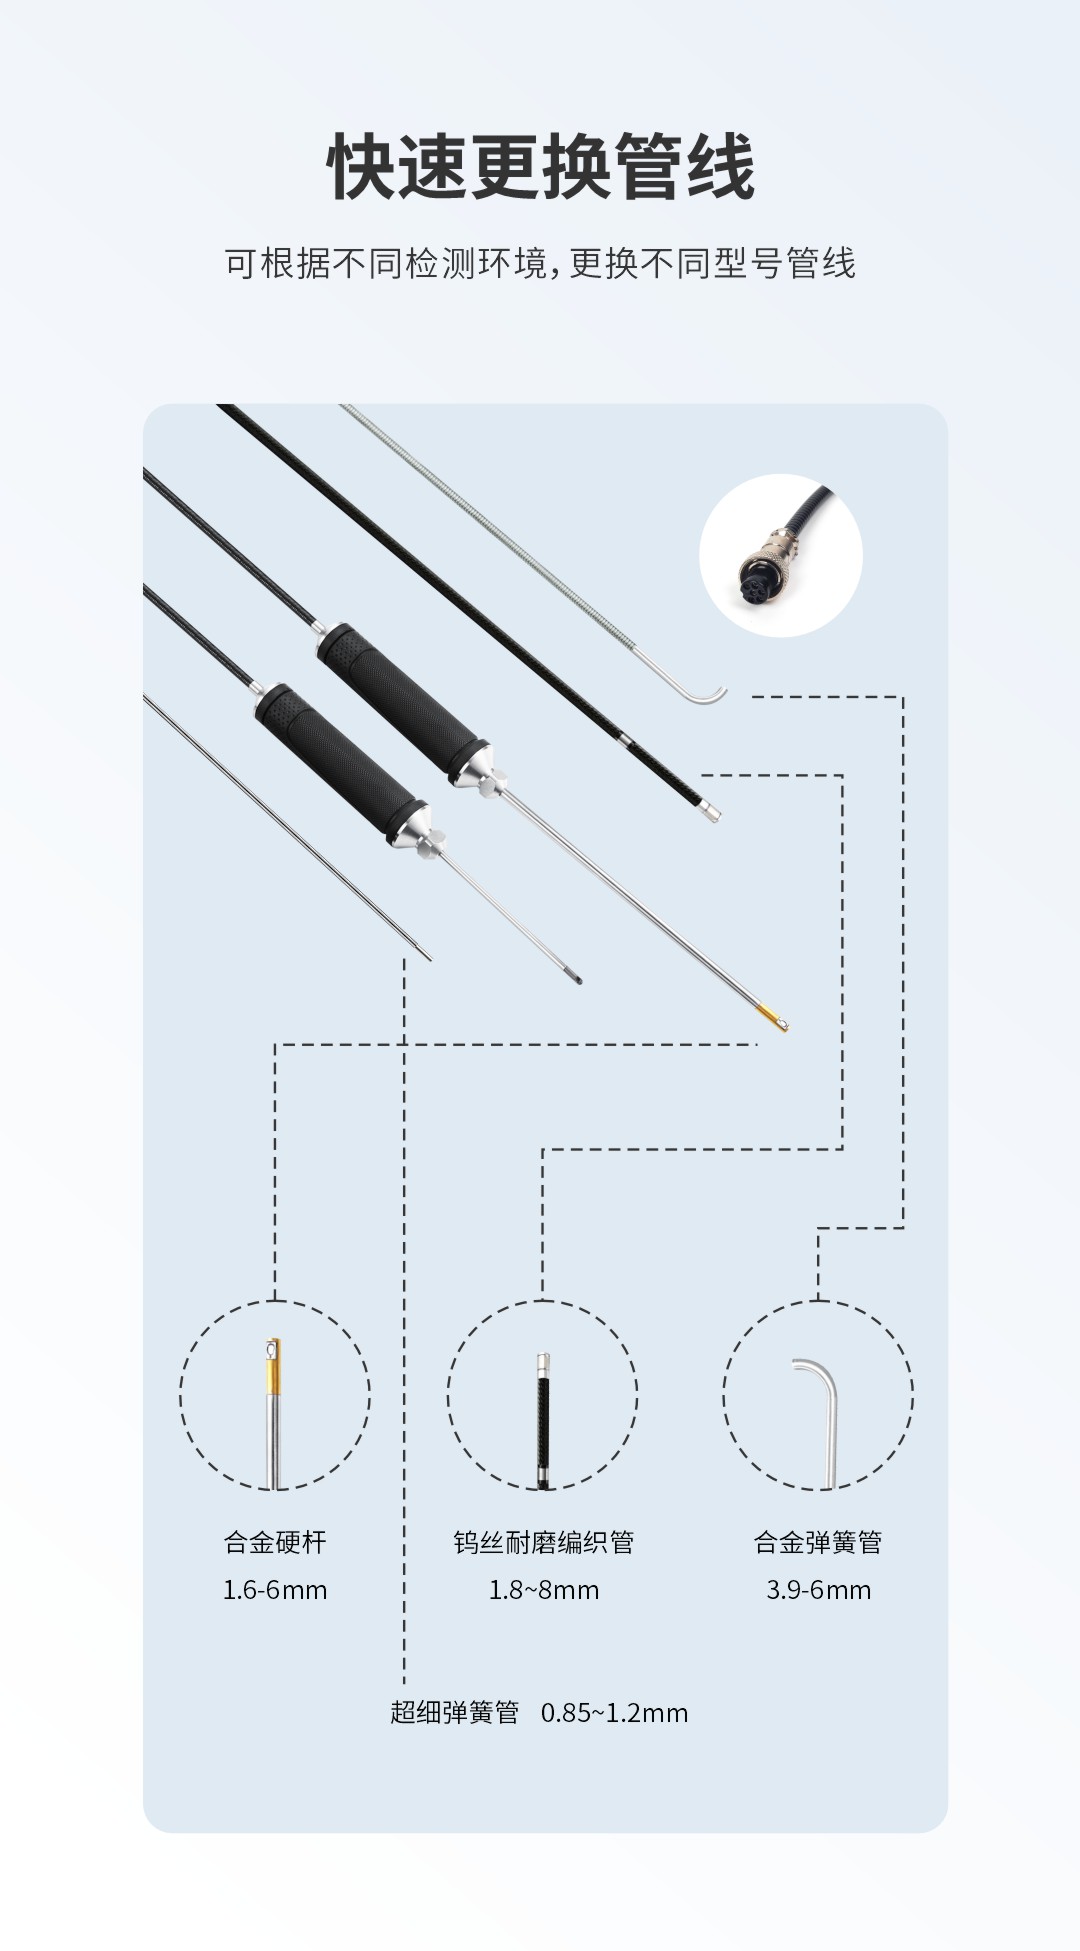 快速更换管线
可根据不同检测环境，更换不同型号管线
合金硬杆
1.6-6mm
钨丝耐磨编织管
1.8~8mm
合金弹簧管
3.9-6mm
超细弹簧管 0.85~1.2mm